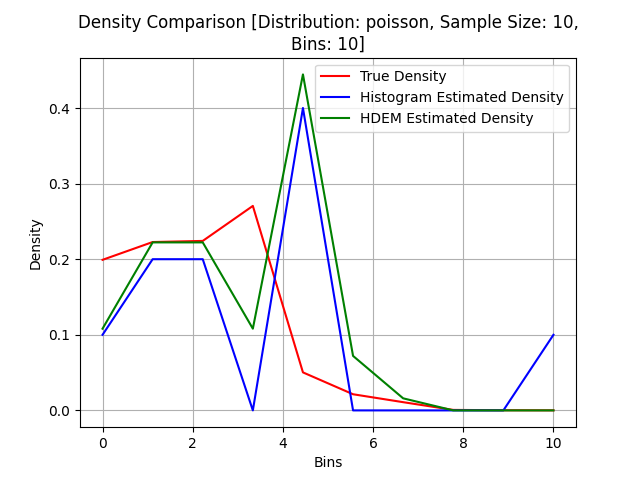 Density Comparison [Distribution: poisson, Sample Size: 10,
Bins: 10]
True Density
Histogram Estimated Density
HDEM Estimated Density
Density
0.4
0.3
0.2
0.1
0.0
0 2 4 6 8 10
Bins